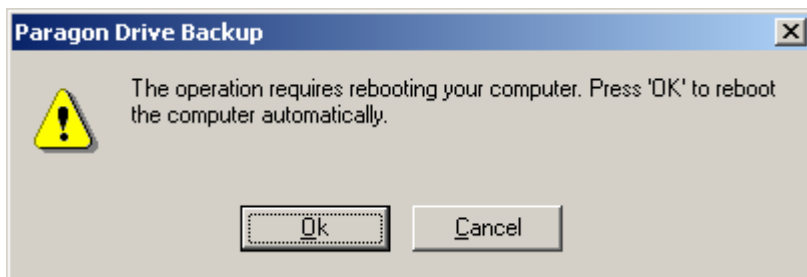 Paragon Drive Backup
The operation requires rebooting your computer. Press 'OK' to reboot
the computer automatically.
Ok
Cancel